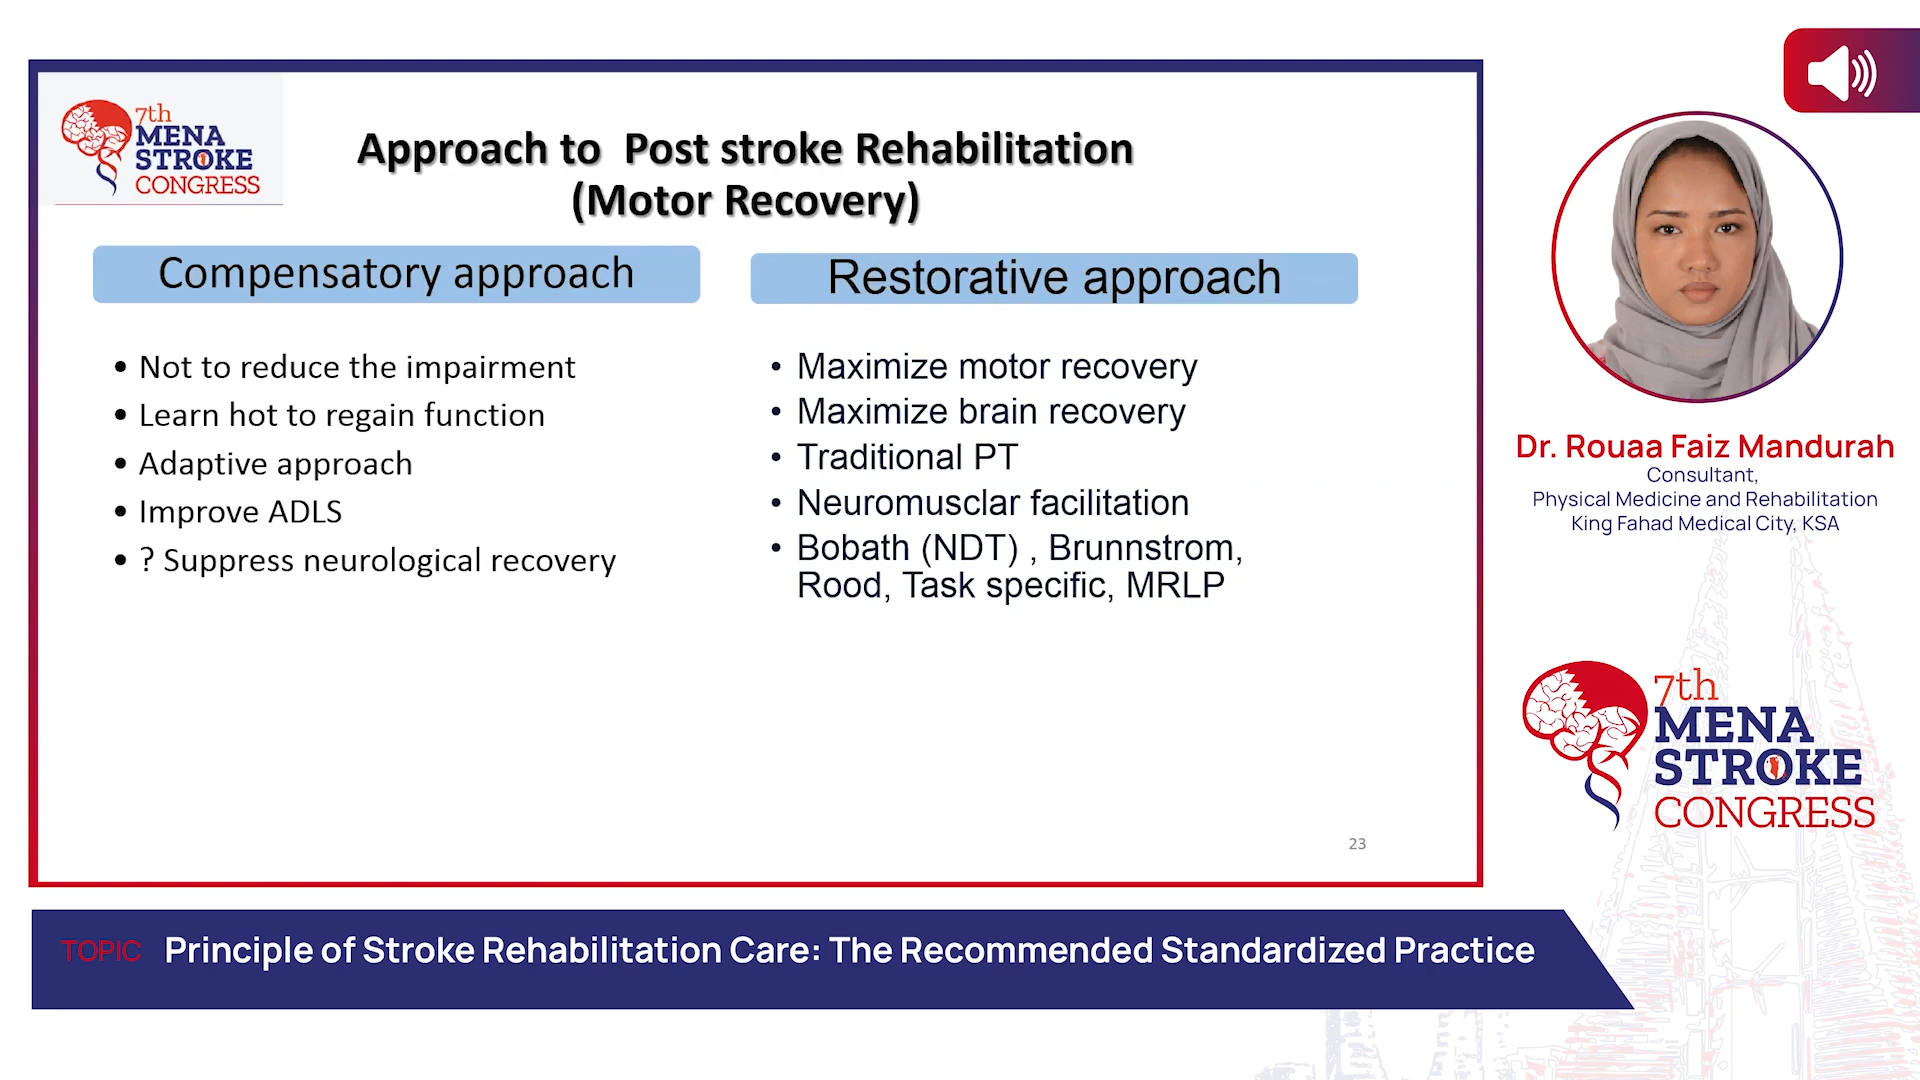 7th
MENA
STROKE
CONGRESS
Approach to Post stroke Rehabilitation
(Motor Recovery)
Compensatory approach
• Not to reduce the impairment
• Learn hot to regain function
• Adaptive approach
• Improve ADLS
• ? Suppress neurological recovery
Restorative approach
• Maximize motor recovery
• Maximize brain recovery
• Traditional PT
• Neuromusclar facilitation
• Bobath (NDT) , Brunnstrom,
Rood, Task specific, MRLP
23
Dr. Rouaa Faiz Mandurah
Consultant,
Physical Medicine and Rehabilitation
King Fahad Medical City, KSA
7th
MENA
STROKE
CONGRESS
TOPIC Principle of Stroke Rehabilitation Care: The Recommended Standardized Practice